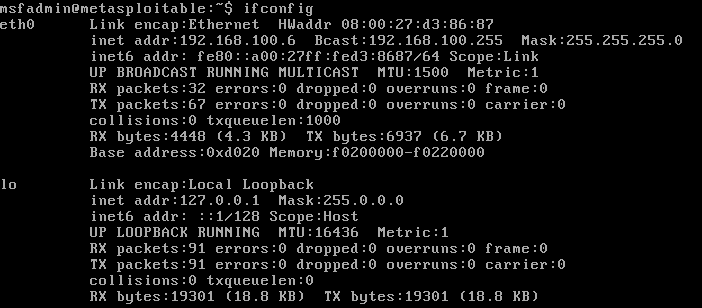 msfadmin@metasploitable:~$ ifconfig
eth0      Link encap:Ethernet  HWaddr 08:00:27:d3:86:87
          inet addr:192.168.100.6  Bcast:192.168.100.255  Mask:255.255.255.0
          inet6 addr: fe80::a00:27ff:fed3:8687/64 Scope:Link
          UP BROADCAST RUNNING MULTICAST  MTU:1500  Metric:1
          RX packets:32 errors:0 dropped:0 overruns:0 frame:0
          TX packets:67 errors:0 dropped:0 overruns:0 carrier:0
          collisions:0 txqueuelen:1000
          RX bytes:4448 (4.3 KB)  TX bytes:6937 (6.7 KB)
          Base address:0xd020 Memory:f0200000-f0220000
lo        Link encap:Local Loopback
          inet addr:127.0.0.1  Mask:255.0.0.0
          inet6 addr: ::1/128 Scope:Host
          UP LOOPBACK RUNNING  MTU:16436  Metric:1
          RX packets:91 errors:0 dropped:0 overruns:0 frame:0
          TX packets:91 errors:0 dropped:0 overruns:0 carrier:0
          collisions:0 txqueuelen:0
          RX bytes:19301 (18.8 KB)  TX bytes:19301 (18.8 KB)